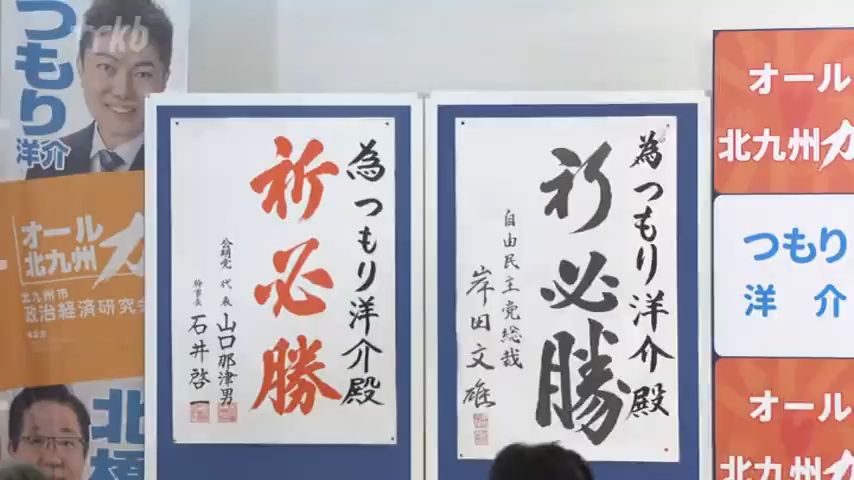 rkb
つもり
洋介
オール
北九州力
北九州市
政治経済研究会
北橋
為つもり洋介殿
祈必勝
公明党 代表 山口那津男
幹事長 石井啓
為つもり洋介殿
祈必勝
自由民主党総裁
岸田文雄
オール
北九州力
つもり
洋介
オール
北九州力